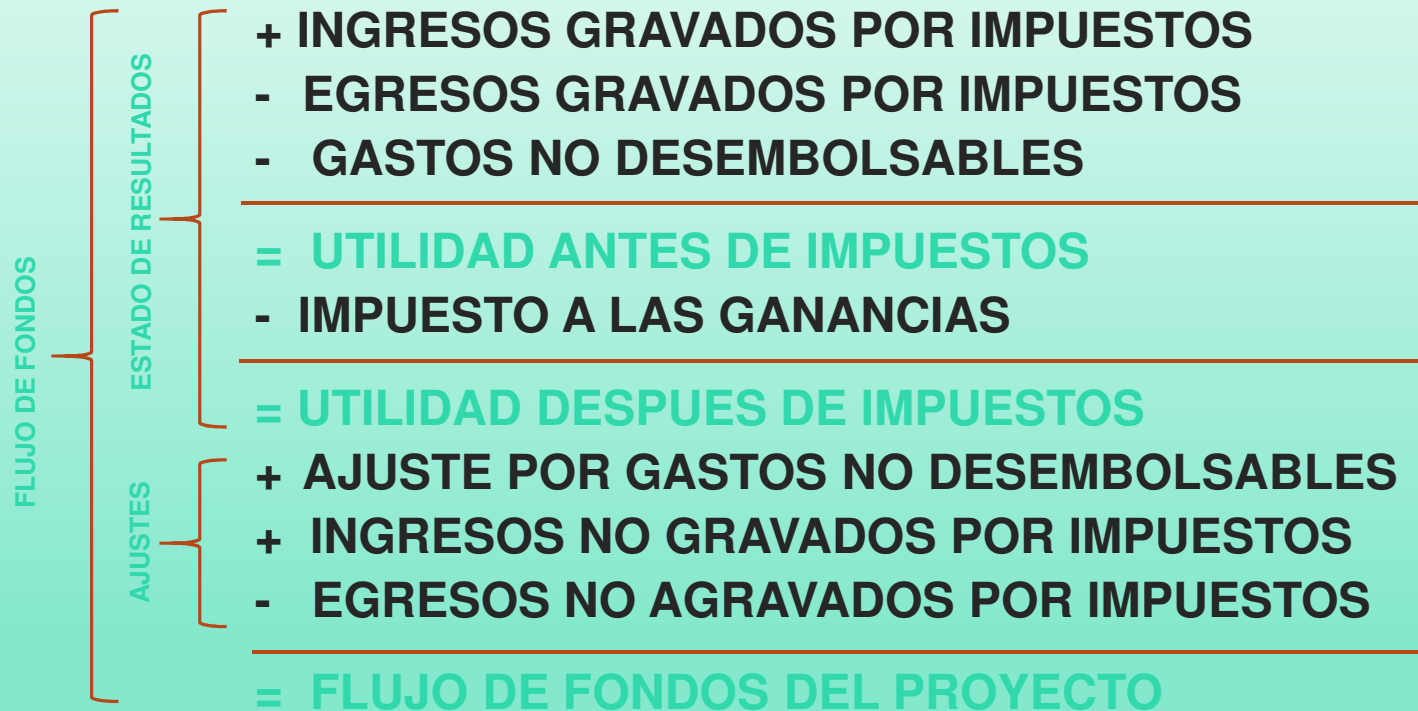 FLUJO DE FONDOS
ESTADO DE RESULTADOS
+ INGRESOS GRAVADOS POR IMPUESTOS
- EGRESOS GRAVADOS POR IMPUESTOS
- GASTOS NO DESEMBOLSABLES
= UTILIDAD ANTES DE IMPUESTOS
- IMPUESTO A LAS GANANCIAS
= UTILIDAD DESPUES DE IMPUESTOS
AJUSTES
+ AJUSTE POR GASTOS NO DESEMBOLSABLES
+ INGRESOS NO GRAVADOS POR IMPUESTOS
- EGRESOS NO AGRAVADOS POR IMPUESTOS
= FLUJO DE FONDOS DEL PROYECTO